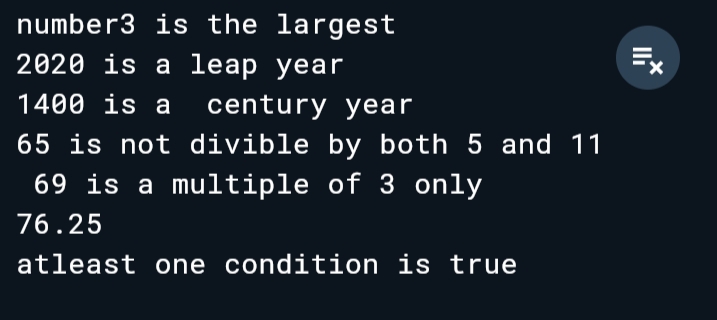 number3 is the largest
2020 is a leap year
1400 is a  century year
65 is not divible by both 5 and 11
 69 is a multiple of 3 only
76.25
atleast one condition is true